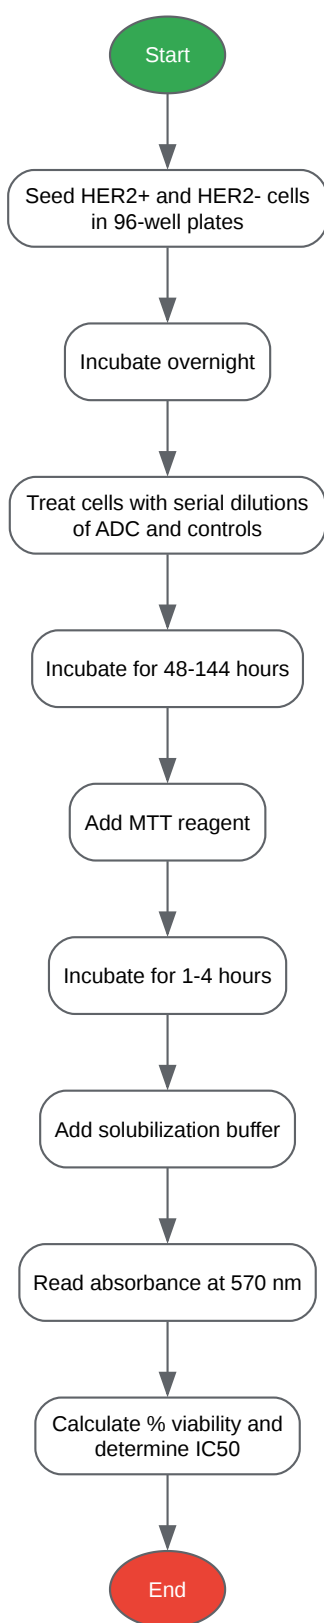 Start
Seed HER2+ and HER2- cells
in 96-well plates
Incubate overnight
Treat cells with serial dilutions
of ADC and controls
Incubate for 48-144 hours
Add MTT reagent
Incubate for 1-4 hours
Add solubilization buffer
Read absorbance at 570 nm
Calculate % viability and
determine IC50
End